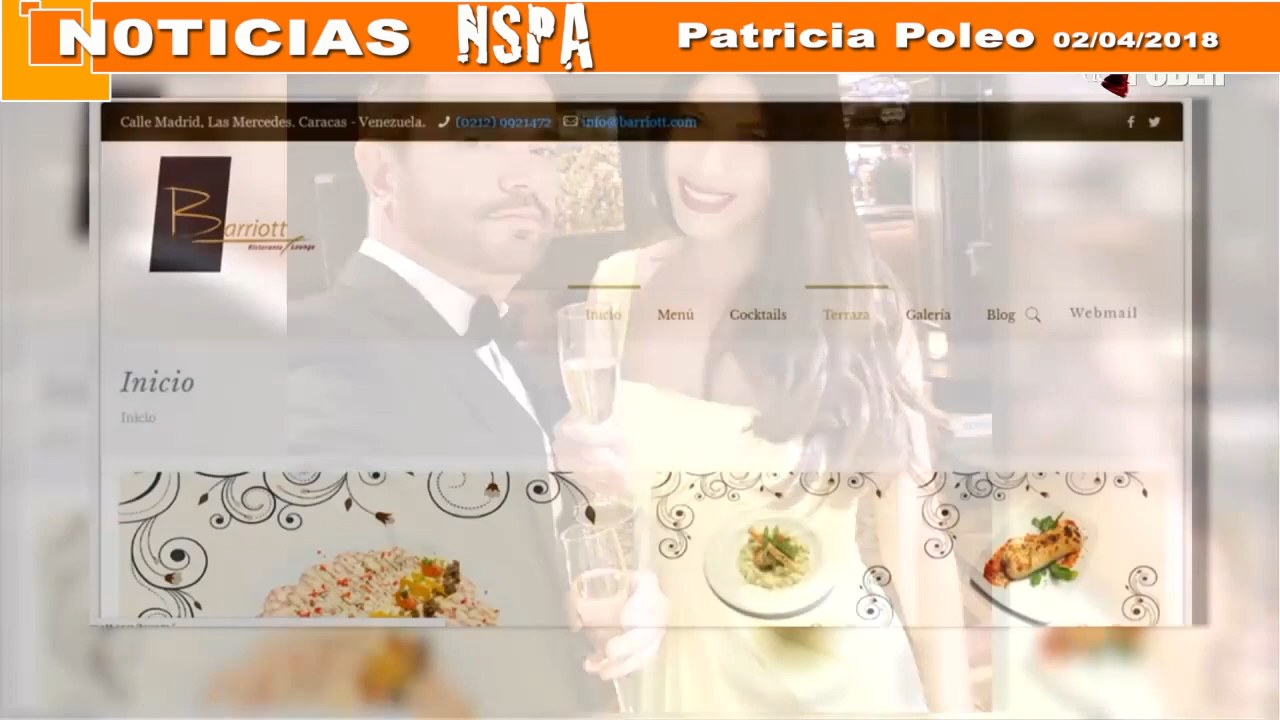 NOTICIAS NSPA Patricia Poleo 02/04/2018
Calle Madrid, Las Mercedes. Caracas - Venezuela. (0212) 9921472 info@barriott.com
Barriott
Ristorante / Lounge
Inicio Menú Cocktails Terraza Galería Blog Webmail
Inicio
Inicio